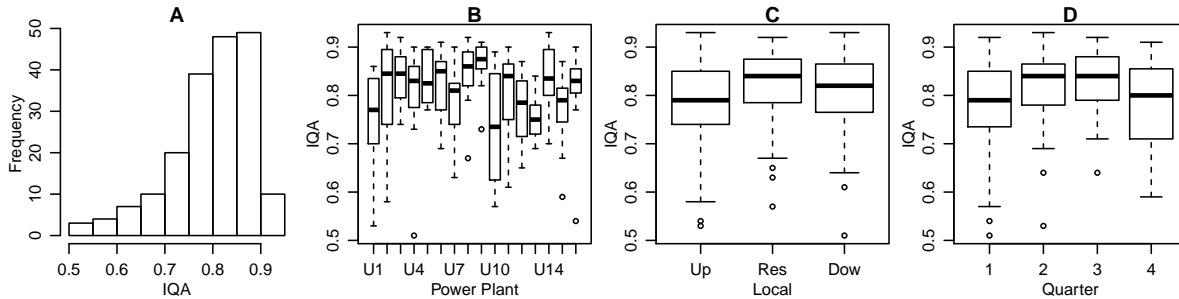 A
Frequency
0 10 20 30 40 50
0.5 0.6 0.7 0.8 0.9
IQA
B
IQA
0.5 0.6 0.7 0.8 0.9
U1 U4 U7 U10 U14
Power Plant
C
IQA
0.5 0.6 0.7 0.8 0.9
Up Res Dow
Local
D
IQA
0.5 0.6 0.7 0.8 0.9
1 2 3 4
Quarter